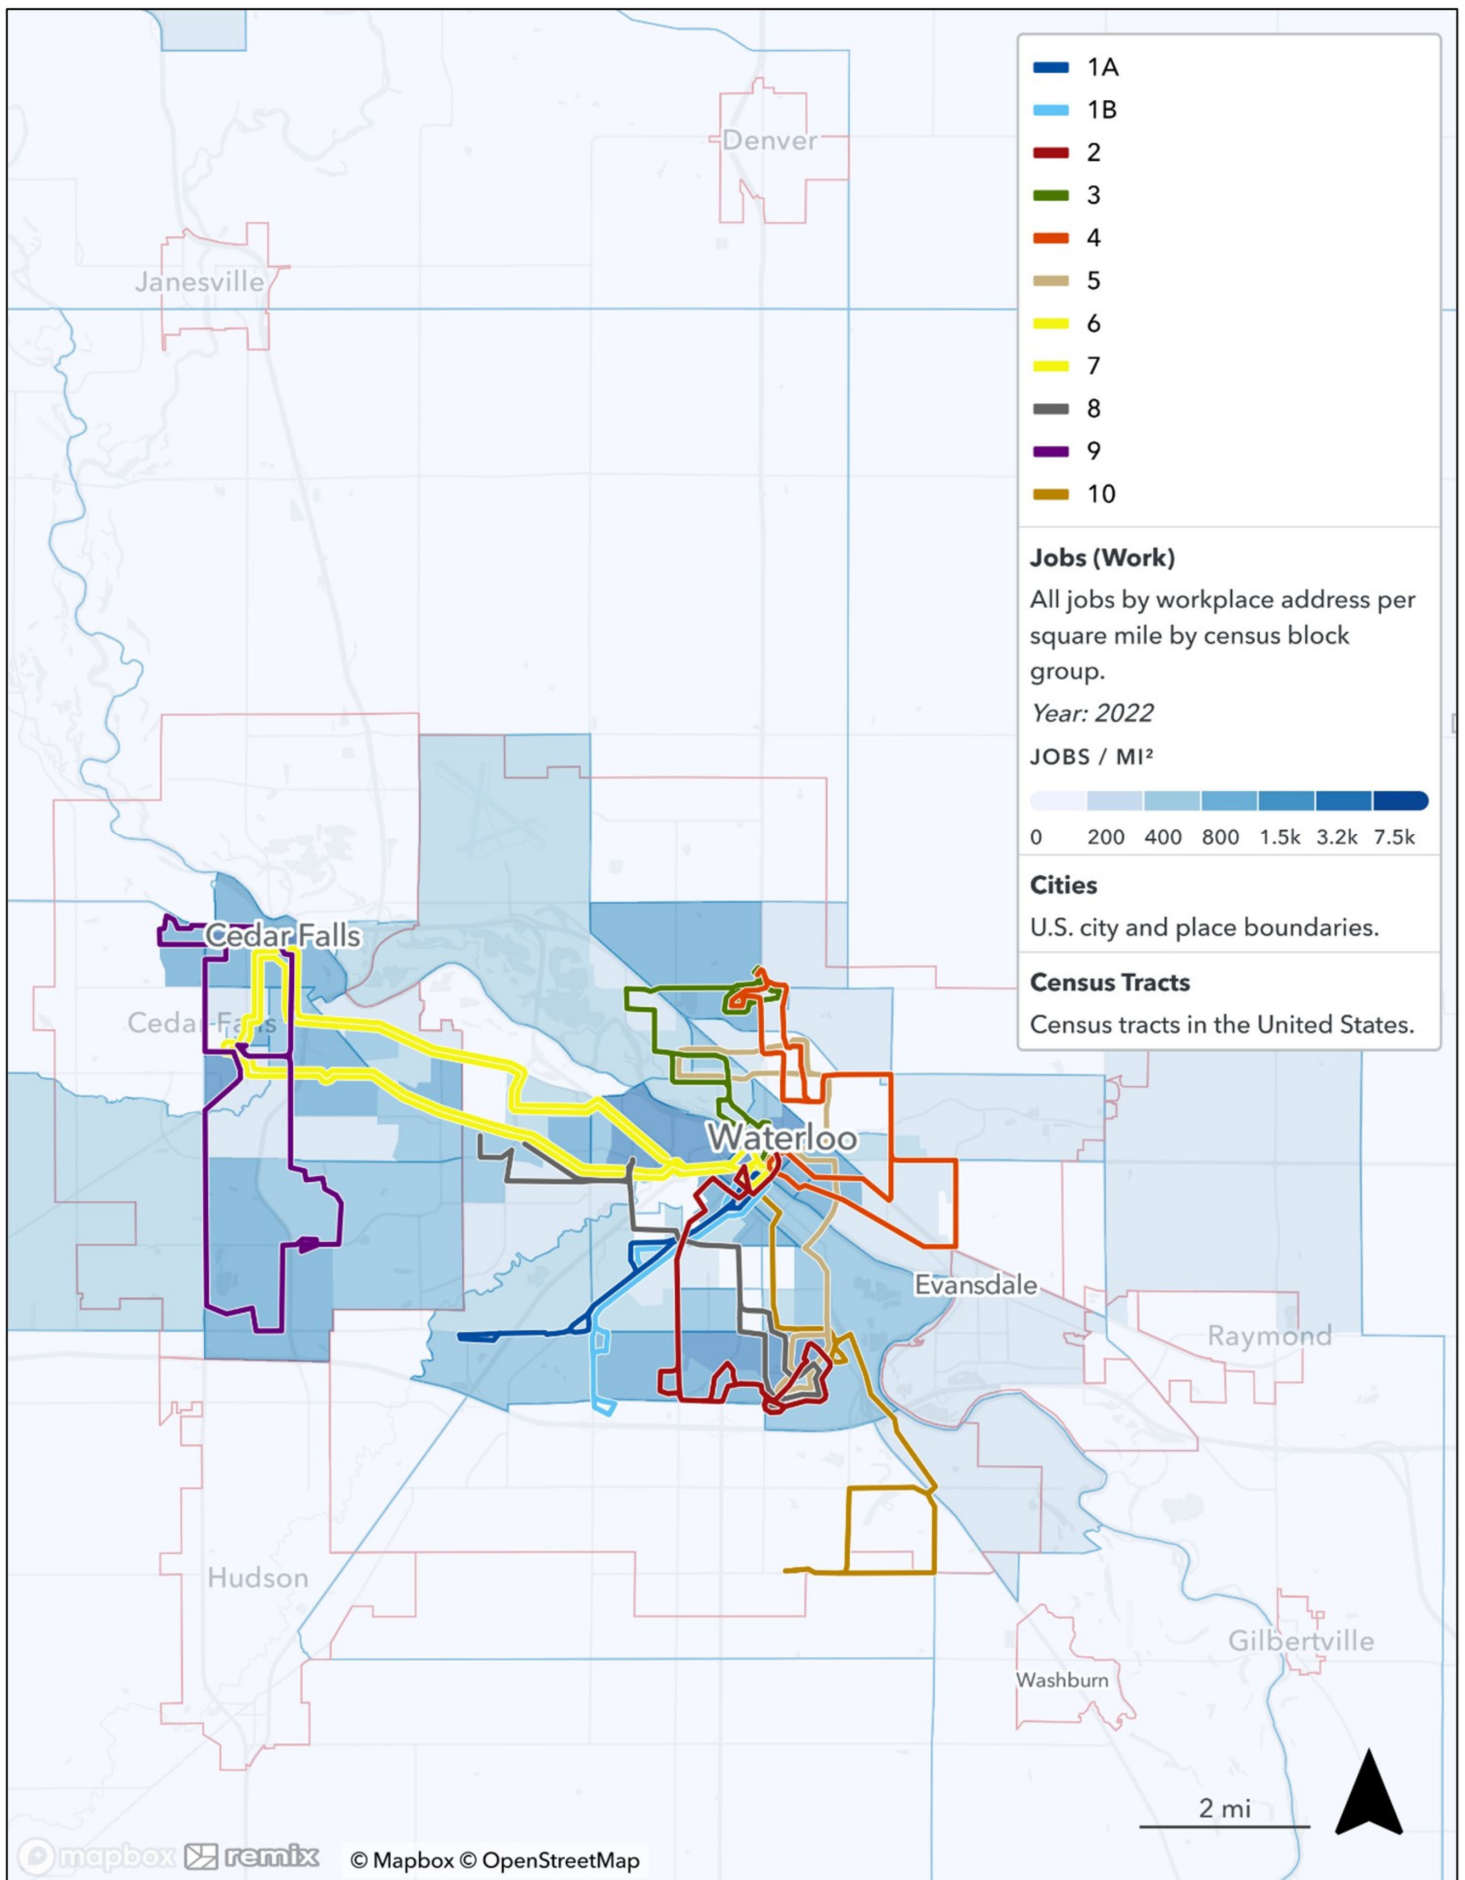 1A
1B
2
3
4
5
6
7
8
9
10
Jobs (Work)
All jobs by workplace address per
square mile by census block
group.
Year: 2022
JOBS / MI²
0 200 400 800 1.5k 3.2k 7.5k
Cities
U.S. city and place boundaries.
Census Tracts
Census tracts in the United States.
Denver
Janesville
Cedar Falls
Cedar Falls
Waterloo
Evansdale
Raymond
Hudson
Gilbertville
Washburn
2 mi
mapbox remix © Mapbox © OpenStreetMap